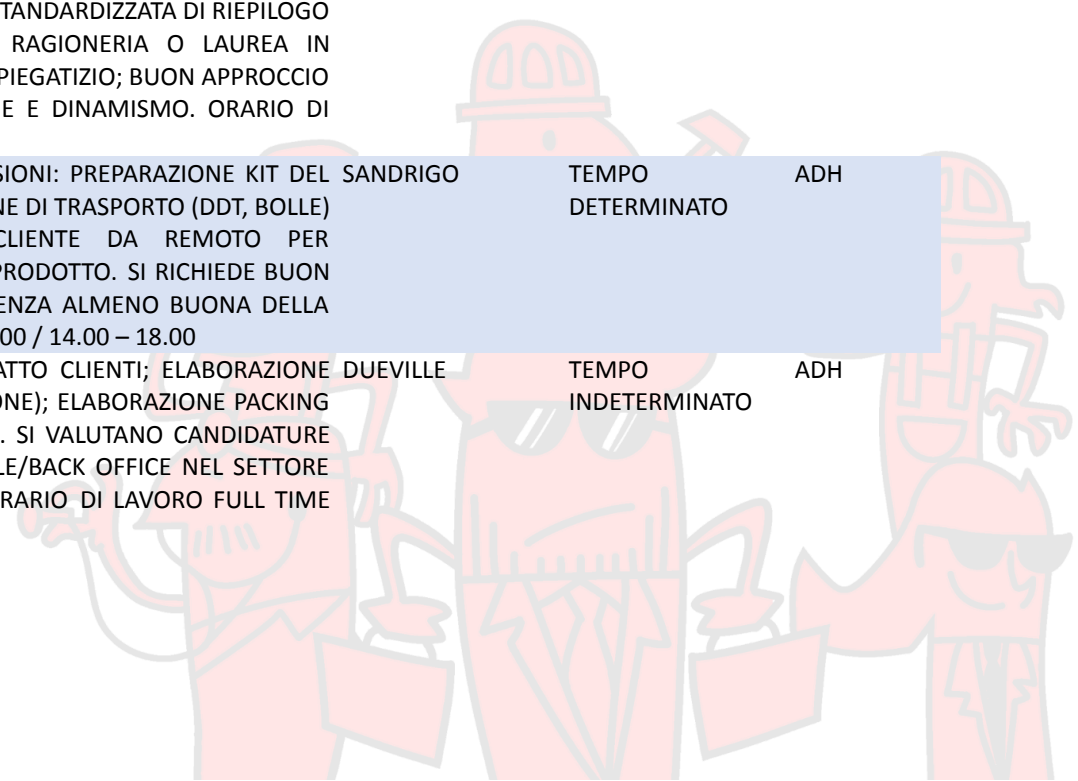 TANDARDIZZATA DI RIEPILOGO
RAGIONERIA O LAUREA IN
PIEGATIZIO; BUON APPROCCIO
E E DINAMISMO. ORARIO DI
SIONI: PREPARAZIONE KIT DEL SANDRIGO TEMPO ADH
NE DI TRASPORTO (DDT, BOLLE) DETERMINATO
CLIENTE DA REMOTO PER
PRODOTTO. SI RICHIEDE BUON
ENZA ALMENO BUONA DELLA
00 / 14.00 – 18.00
ATTO CLIENTI; ELABORAZIONE DUEVILLE TEMPO ADH
ONE); ELABORAZIONE PACKING INDETERMINATO
. SI VALUTANO CANDIDATURE
LE/BACK OFFICE NEL SETTORE
RARIO DI LAVORO FULL TIME